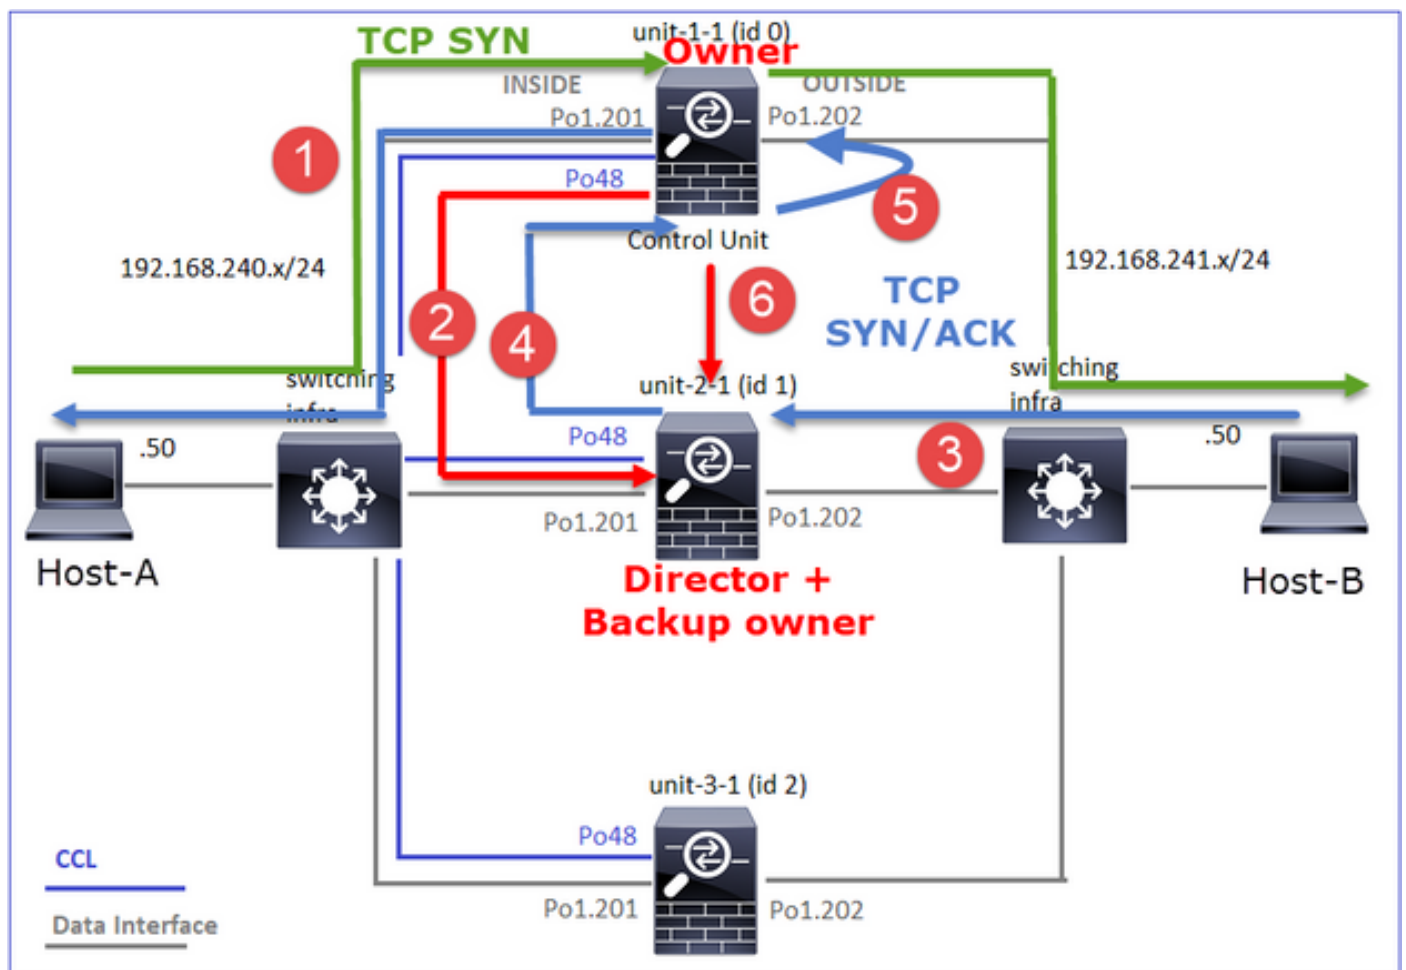 unit-1-1 (id 0)
TCP SYN
Owner
INSIDE
OUTSIDE
Po1.201
Po1.202
1
Po48
5
Control Unit
192.168.240.x/24
192.168.241.x/24
6
TCP
SYN/ACK
2
4
switching
infra
unit-2-1 (id 1)
switching
infra
.50
Po48
3
.50
Po1.201
Po1.202
Host-A
Director +
Backup owner
Host-B
unit-3-1 (id 2)
Po48
CCL
Po1.201
Po1.202
Data Interface